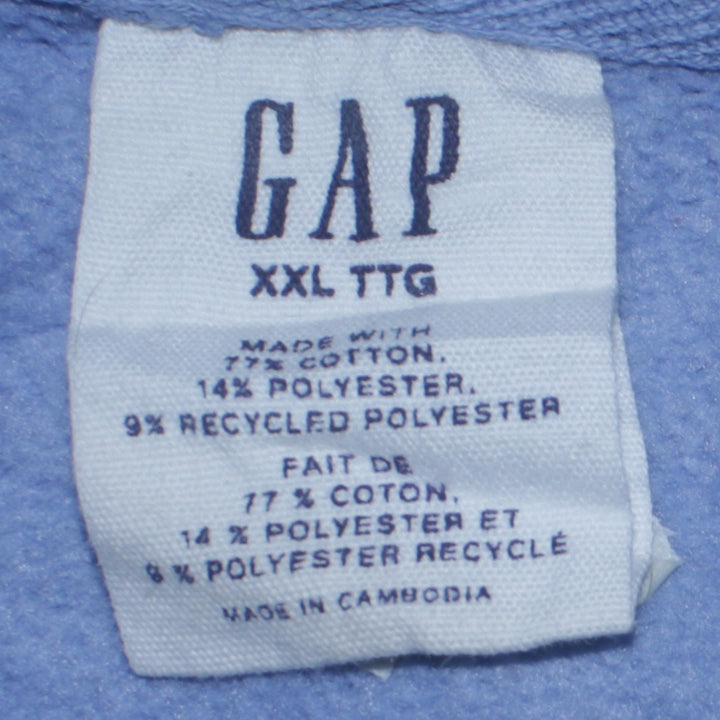 GAP
XXL TTG
MADE WITH
77% COTTON.
14% POLYESTER.
9% RECYCLED POLYESTER
FAIT DE
77 % COTON,
14 % POLYESTER ET
9 % POLYESTER RECYCLÉ
MADE IN CAMBODIA